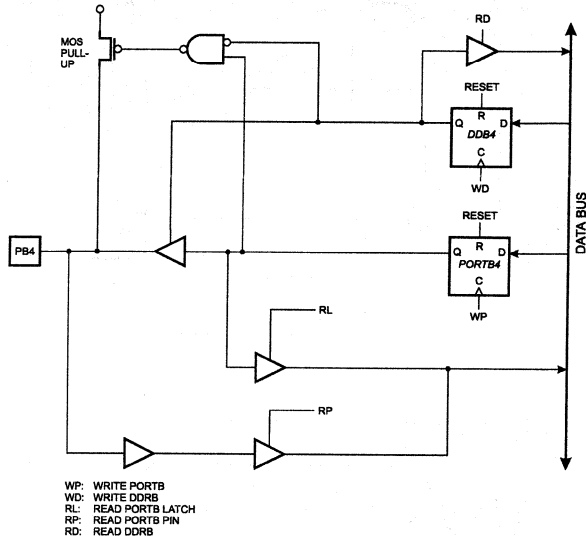 RD
MOS
PULL-
UP
RESET
R
Q D
DDB4
C
WD
RESET
R
Q D
PORTB4
C
WP
PB4
DATA BUS
RL
RP
WP: WRITE PORTB
WD: WRITE DDRB
RL: READ PORTB LATCH
RP: READ PORTB PIN
RD: READ DDRB